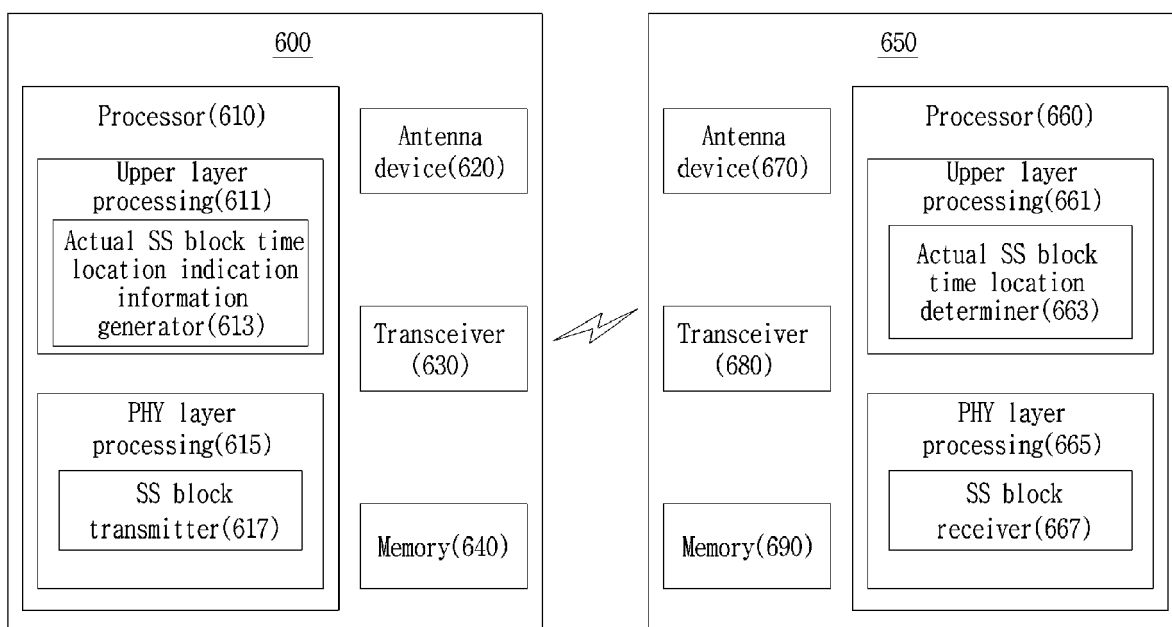 600
Processor(610)
Upper layer
processing(611)
Actual SS block time
location indication
information
generator(613)
PHY layer
processing(615)
SS block
transmitter(617)
Antenna
device(620)
Transceiver
(630)
Memory(640)
650
Antenna
device(670)
Transceiver
(680)
Memory(690)
Processor(660)
Upper layer
processing(661)
Actual SS block
time location
determiner(663)
PHY layer
processing(665)
SS block
receiver(667)